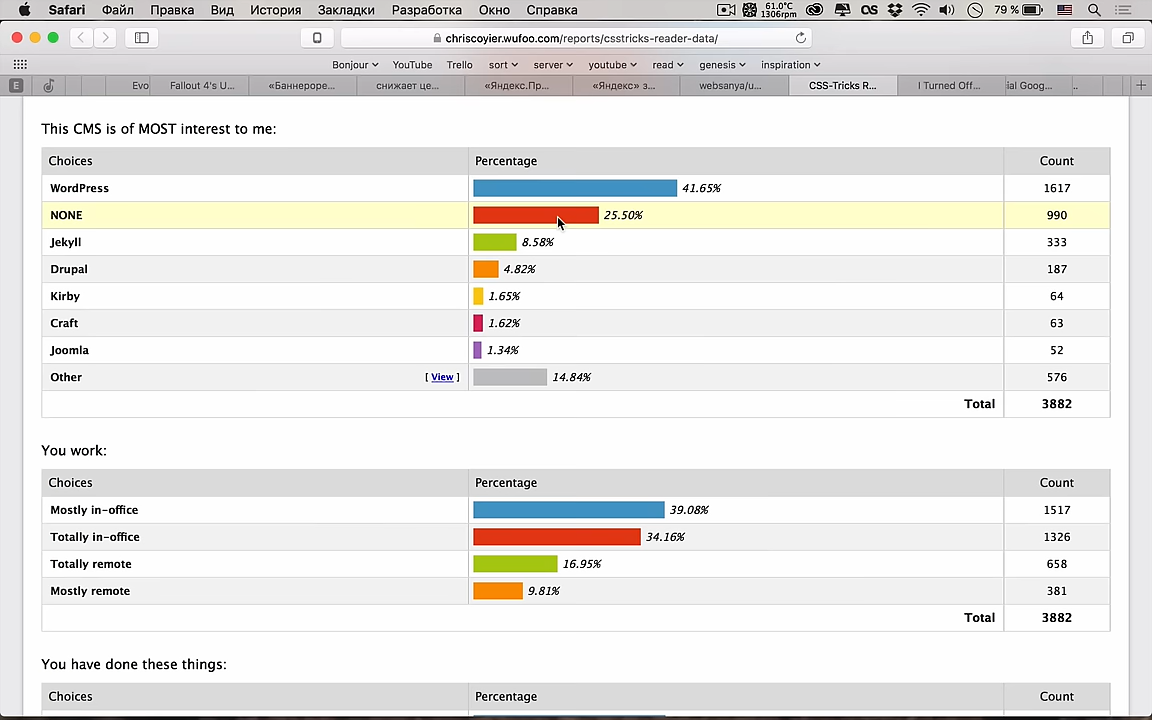 Safari Файл Правка Вид История Закладки Разработка Окно Справка 61.0°C 1306rpm 79 %
chriscoyier.wufoo.com/reports/csstricks-reader-data/
Bonjour YouTube Trello sort server youtube read genesis inspiration
E Evo Fallout 4's U... «Баннероре... снижает це... «Яндекс.Пр... «Яндекс» з... websanya/u... CSS-Tricks R... I Turned Off... ial Goog... ..
This CMS is of MOST interest to me:
Choices Percentage Count
WordPress 41.65% 1617
NONE 25.50% 990
Jekyll 8.58% 333
Drupal 4.82% 187
Kirby 1.65% 64
Craft 1.62% 63
Joomla 1.34% 52
Other [ View ] 14.84% 576
Total 3882
You work:
Choices Percentage Count
Mostly in-office 39.08% 1517
Totally in-office 34.16% 1326
Totally remote 16.95% 658
Mostly remote 9.81% 381
Total 3882
You have done these things:
Choices Percentage Count